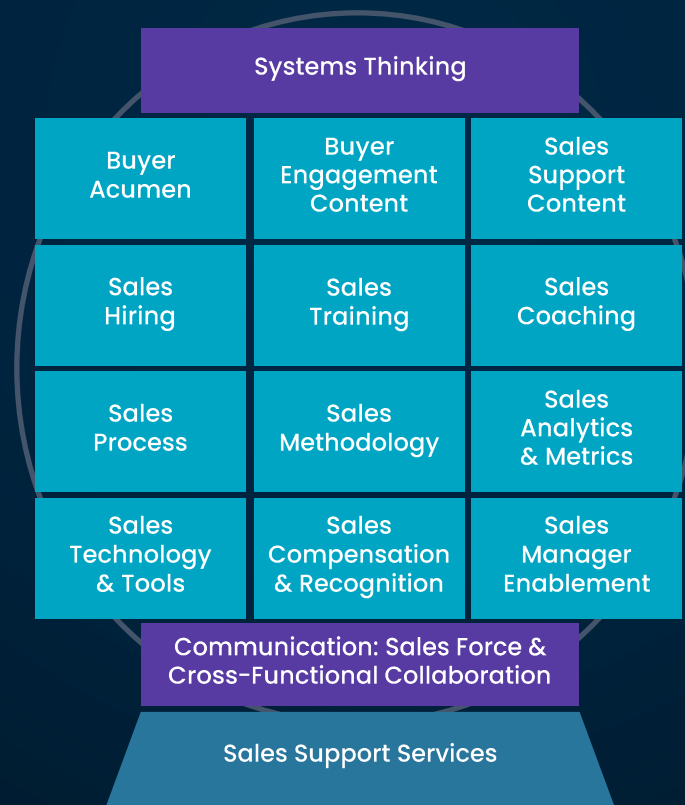 Systems Thinking
Buyer
Acumen
Buyer
Engagement
Content
Sales
Support
Content
Sales
Hiring
Sales
Training
Sales
Coaching
Sales
Process
Sales
Methodology
Sales
Analytics
& Metrics
Sales
Technology
& Tools
Sales
Compensation
& Recognition
Sales
Manager
Enablement
Communication: Sales Force &
Cross-Functional Collaboration
Sales Support Services